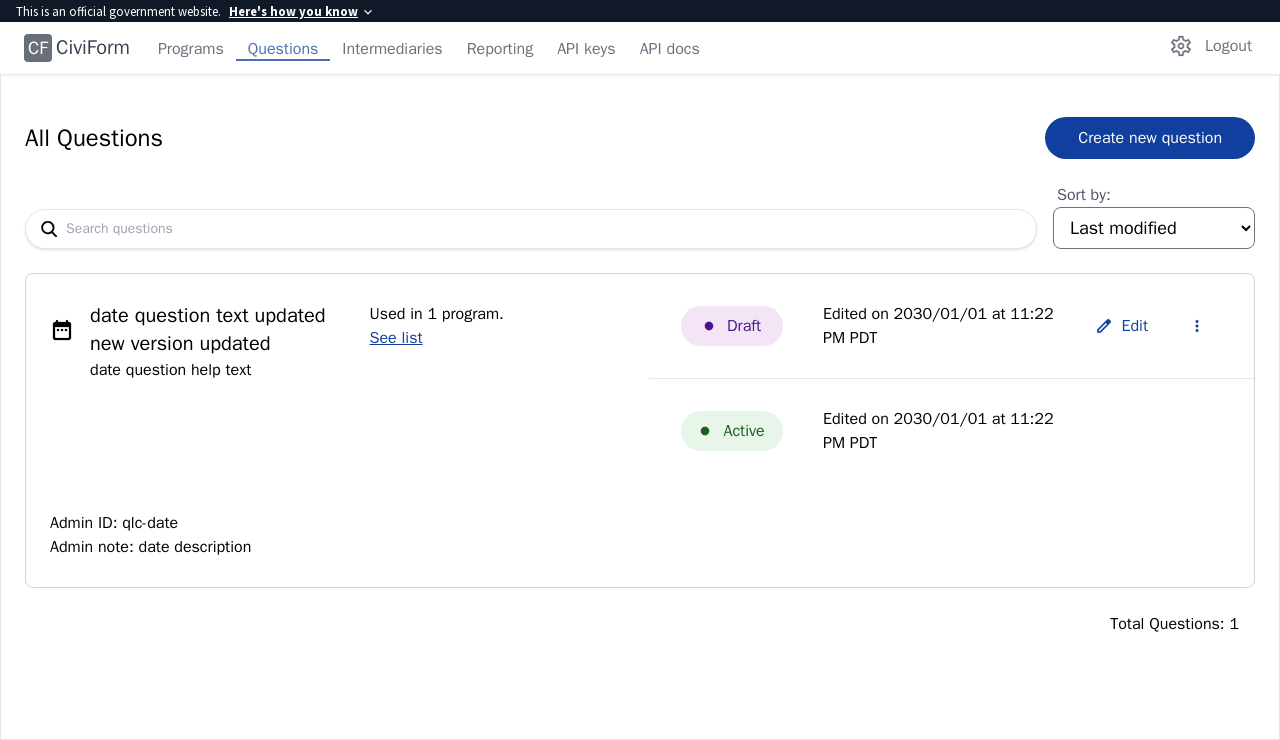 This is an official government website. Here's how you know
CF CiviForm Programs Questions Intermediaries Reporting API keys API docs Logout
All Questions
Create new question
Sort by:
Search questions
Last modified
date question text updated
new version updated
date question help text
Used in 1 program.
See list
Draft
Edited on 2030/01/01 at 11:22
PM PDT
Edit
Active
Edited on 2030/01/01 at 11:22
PM PDT
Admin ID: qlc-date
Admin note: date description
Total Questions: 1